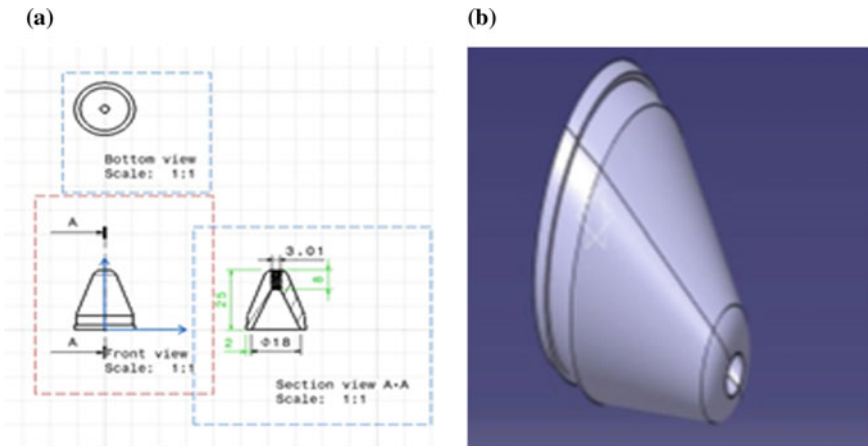 (a)
(b)
Bottom view
Scale: 1:1
A
A
Front view
Scale: 1:1
3.01
8
25
2
Φ18
Section view A-A
Scale: 1:1